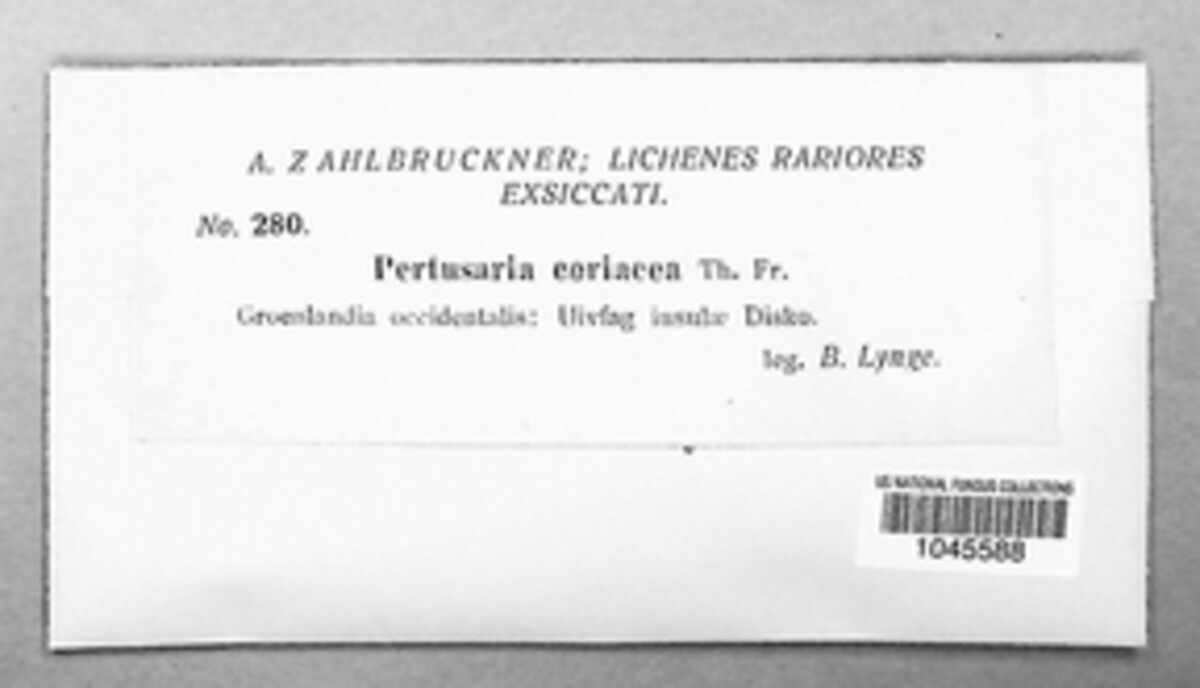 A. ZAHLBRUCKNER; LICHENES RARIORES
EXSICCATI.
No. 280.
Pertusaria coriacea Th. Fr.
Groenlandia occidentalis: Uivfag insulæ Disko.
leg. B. Lynge.
US NATIONAL FUNGUS COLLECTIONS
1045588